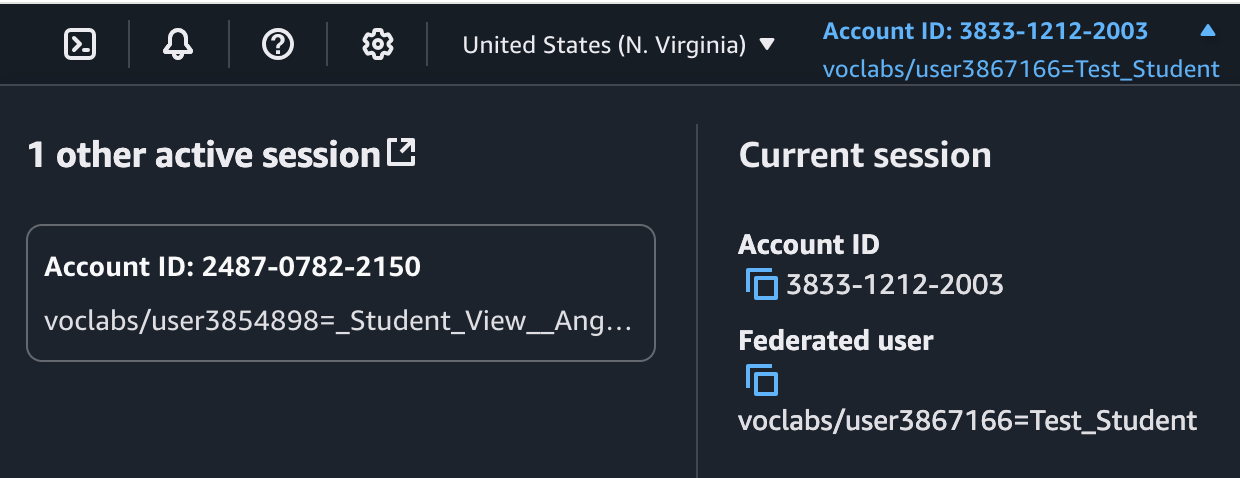 United States (N. Virginia)
Account ID: 3833-1212-2003
voclabs/user3867166=Test_Student
1 other active session
Account ID: 2487-0782-2150
voclabs/user3854898=_Student_View__Ang...
Current session
Account ID
3833-1212-2003
Federated user
voclabs/user3867166=Test_Student